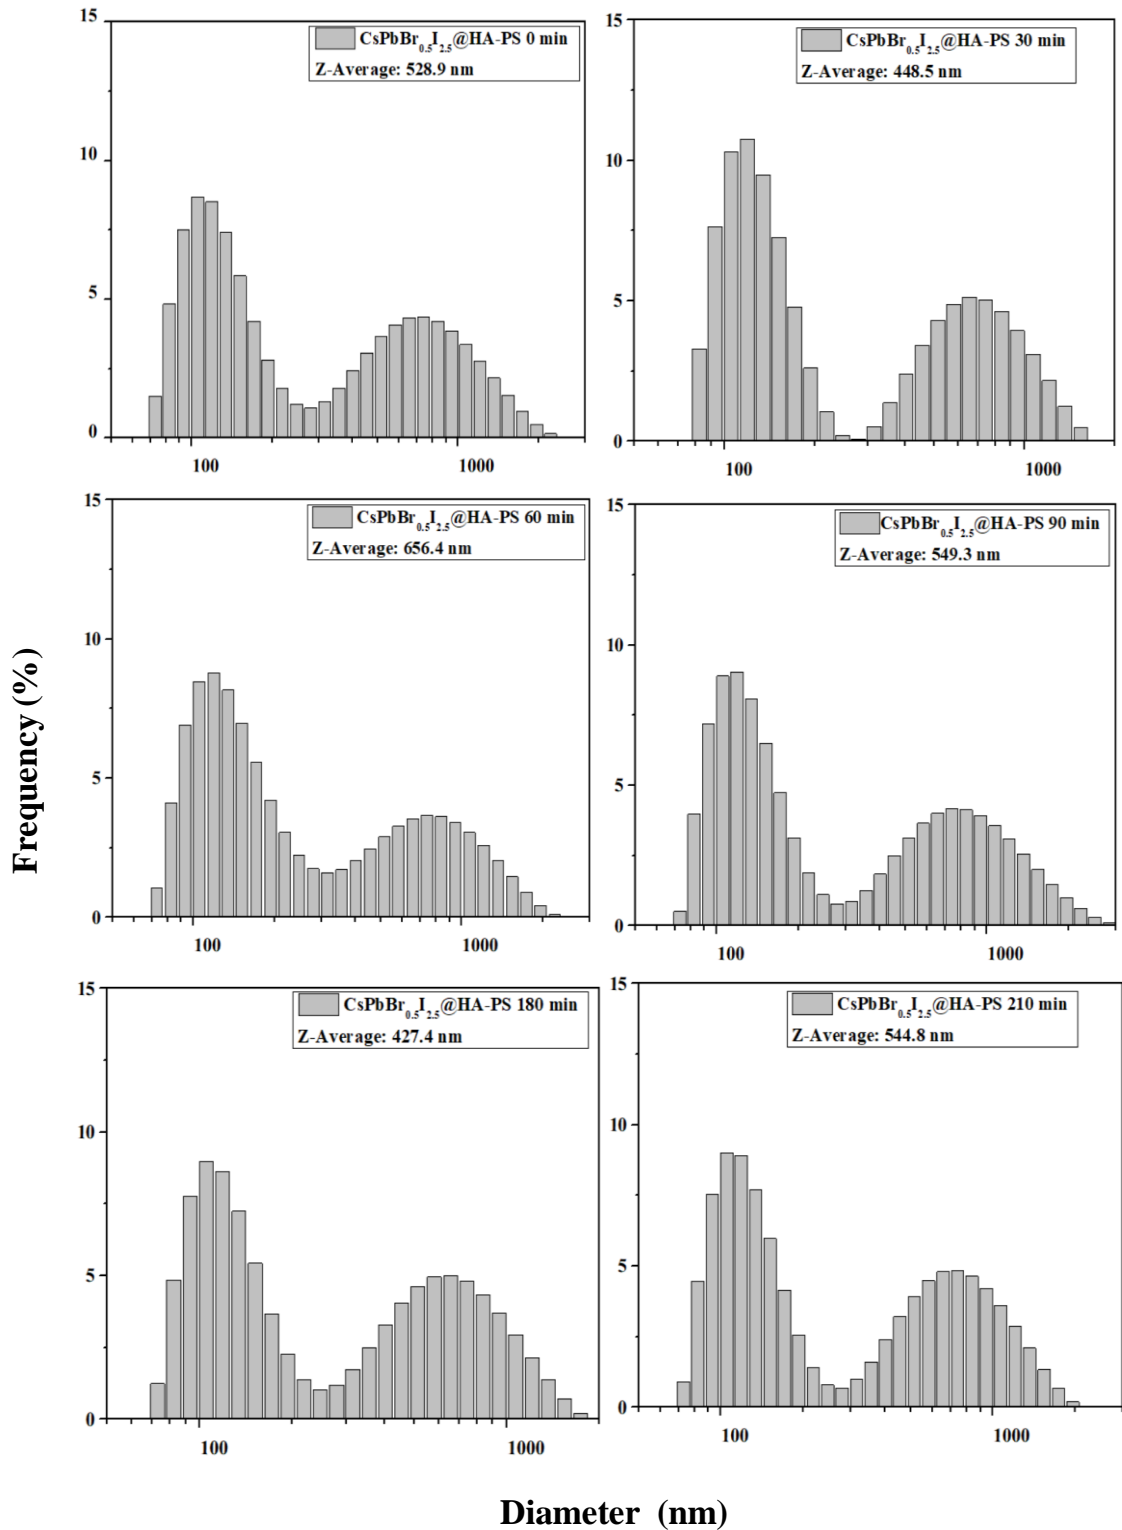 CsPbBr0.5I2.5@HA-PS 0 min
Z-Average: 528.9 nm
15
10
5
0
100 1000
CsPbBr0.5I2.5@HA-PS 30 min
Z-Average: 448.5 nm
15
10
5
0
100 1000
CsPbBr0.5I2.5@HA-PS 60 min
Z-Average: 656.4 nm
15
10
5
0
100 1000
CsPbBr0.5I2.5@HA-PS 90 min
Z-Average: 549.3 nm
15
10
5
0
100 1000
CsPbBr0.5I2.5@HA-PS 180 min
Z-Average: 427.4 nm
15
10
5
0
100 1000
CsPbBr0.5I2.5@HA-PS 210 min
Z-Average: 544.8 nm
15
10
5
0
100 1000
Frequency (%)
Diameter (nm)